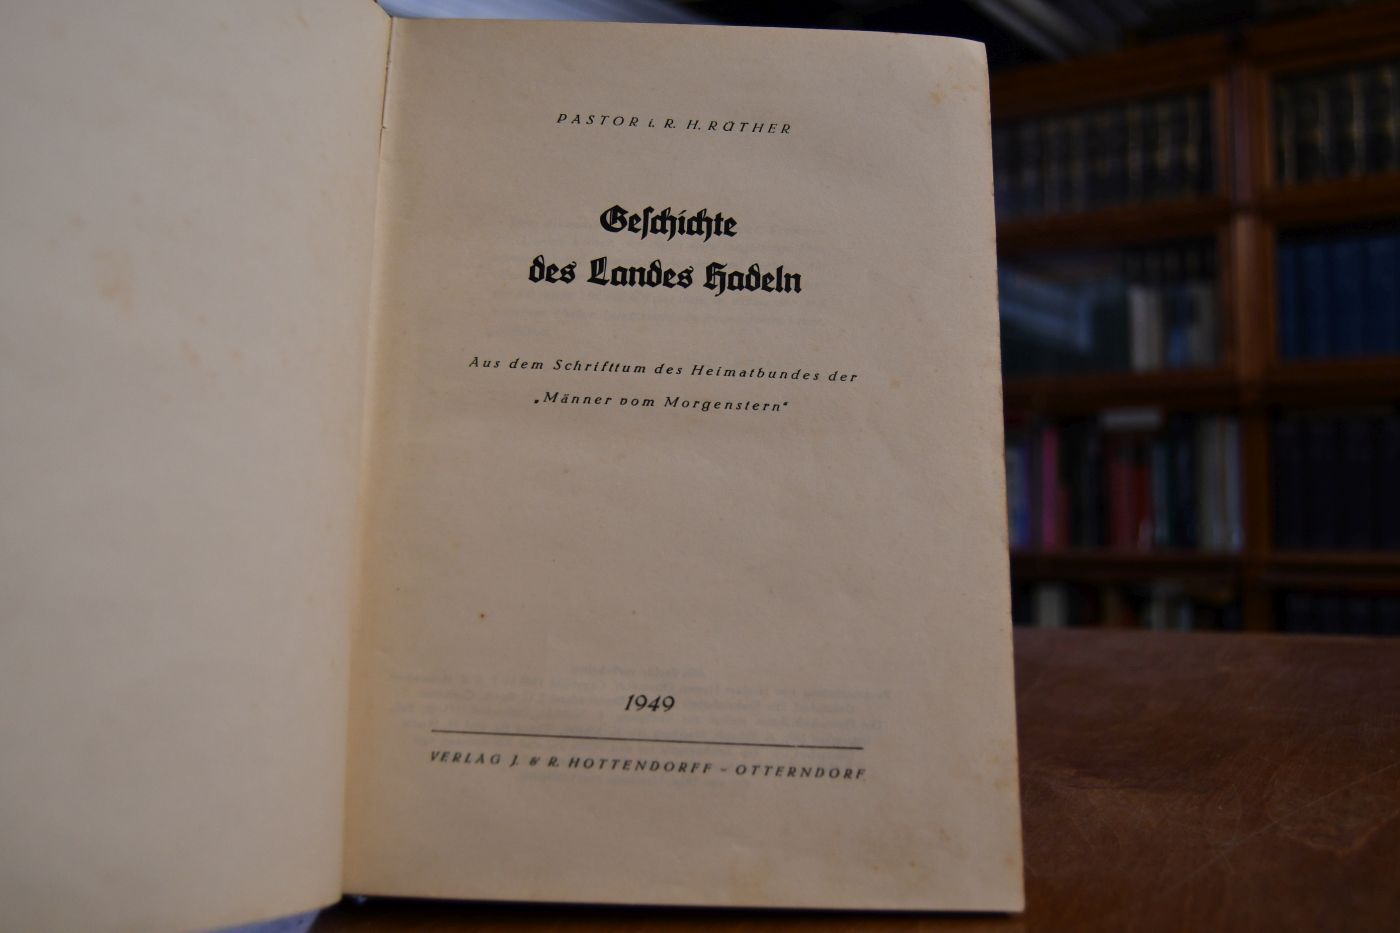 PASTOR i. R. H. RÜTHER
Geschichte
des Landes Hadeln
Aus dem Schrifttum des Heimatbundes der
„Männer vom Morgenstern“
1949
VERLAG J. & R. HOTTENDORFF - OTTERNDORF